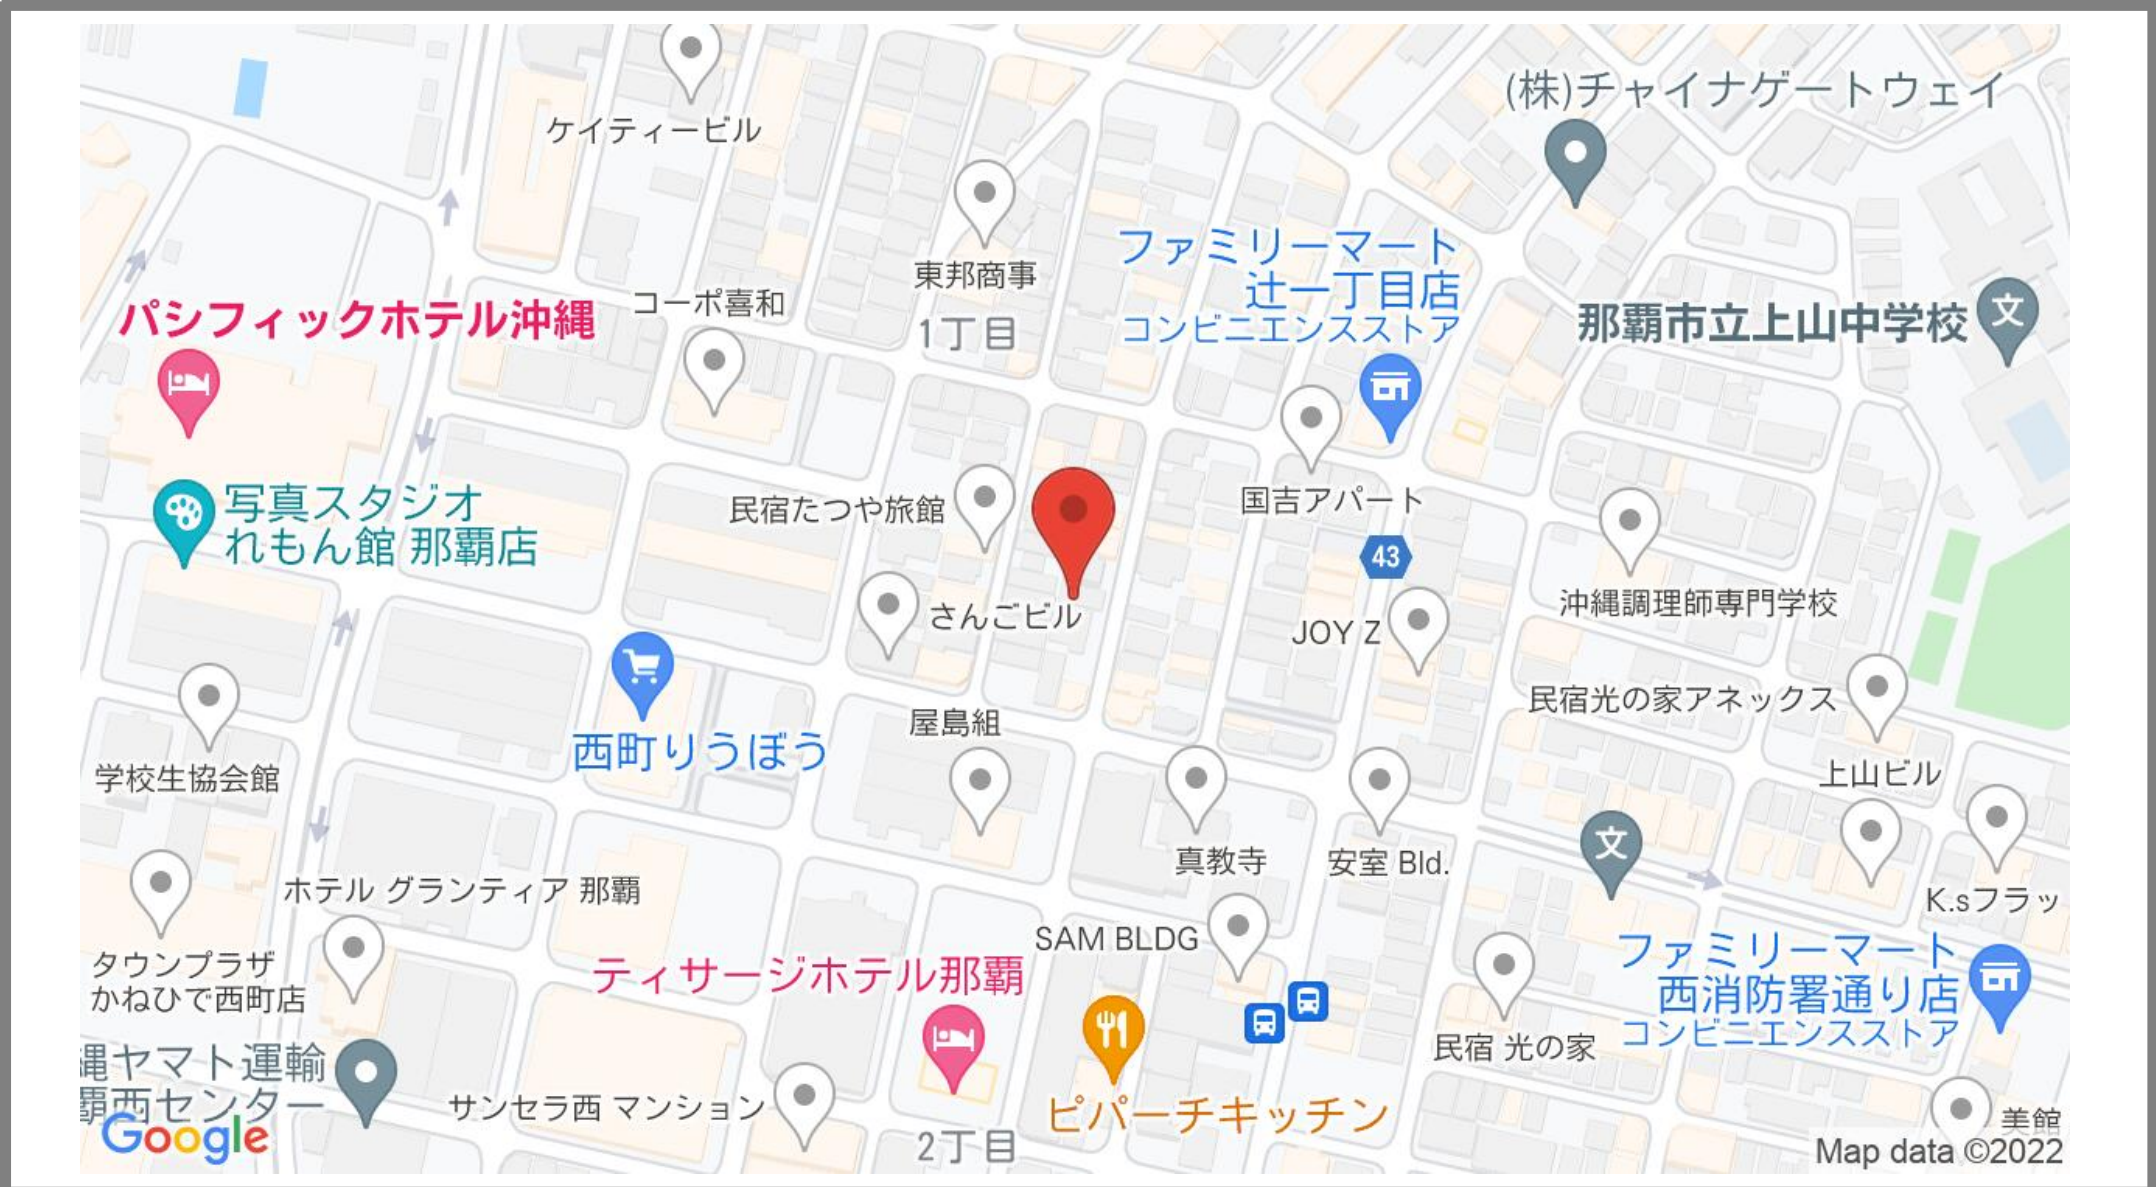 (株)チャイナゲートウェイ
ケイティービル
東邦商事
ファミリーマート
辻一丁目店
コンビニエンスストア
コーポ喜和
1丁目
パシフィックホテル沖縄
那覇市立上山中学校
文
写真スタジオ
れもん館 那覇店
民宿たつや旅館
国吉アパート
43
さんごビル
JOY Z
沖縄調理師専門学校
民宿光の家アネックス
屋島組
西町りうぼう
学校生協会館
上山ビル
文
真教寺
安室 Bld.
ホテル グランティア 那覇
K.sフラッ
SAM BLDG
タウンプラザ
かねひで西町店
ティサージホテル那覇
ファミリーマート
西消防署通り店
コンビニエンスストア
民宿 光の家
縄ヤマト運輸
覇西センター
サンセラ西 マンション
ピパーチキッチン
美館
2丁目
Google
Map data ©2022